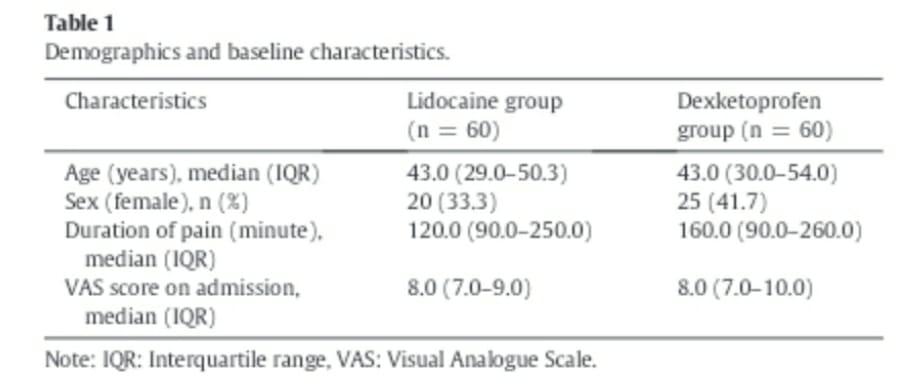 Table 1
Demographics and baseline characteristics.
Characteristics Lidocaine group Dexketoprofen
(n = 60) group (n = 60)
Age (years), median (IQR) 43.0 (29.0–50.3) 43.0 (30.0–54.0)
Sex (female), n (%) 20 (33.3) 25 (41.7)
Duration of pain (minute), 120.0 (90.0–250.0) 160.0 (90.0–260.0)
median (IQR)
VAS score on admission, 8.0 (7.0–9.0) 8.0 (7.0–10.0)
median (IQR)
Note: IQR: Interquartile range, VAS: Visual Analogue Scale.